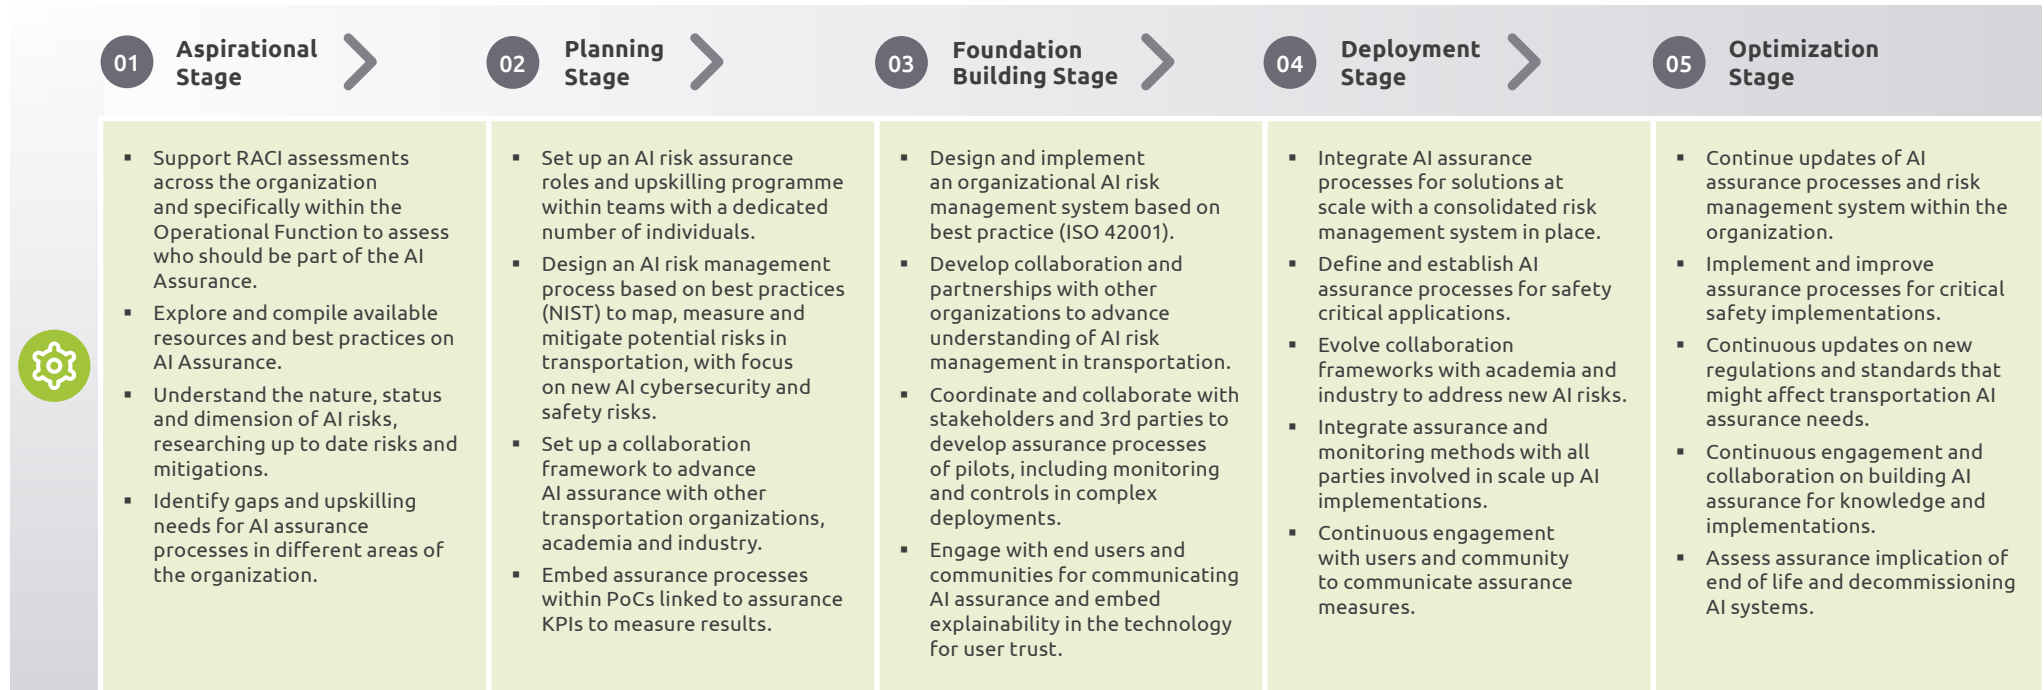 01
Aspirational
Stage
02
Planning
Stage
03
Foundation
Building Stage
04
Deployment
Stage
05
Optimization
Stage
▪ Support RACI assessments
across the organization
and specifically within the
Operational Function to assess
who should be part of the AI
Assurance.
▪ Explore and compile available
resources and best practices on
AI Assurance.
▪ Understand the nature, status
and dimension of AI risks,
researching up to date risks and
mitigations.
▪ Identify gaps and upskilling
needs for AI assurance
processes in different areas of
the organization.
▪ Set up an AI risk assurance
roles and upskilling programme
within teams with a dedicated
number of individuals.
▪ Design an AI risk management
process based on best practices
(NIST) to map, measure and
mitigate potential risks in
transportation, with focus
on new AI cybersecurity and
safety risks.
▪ Set up a collaboration
framework to advance
AI assurance with other
transportation organizations,
academia and industry.
▪ Embed assurance processes
within PoCs linked to assurance
KPIs to measure results.
▪ Design and implement
an organizational AI risk
management system based on
best practice (ISO 42001).
▪ Develop collaboration and
partnerships with other
organizations to advance
understanding of AI risk
management in transportation.
▪ Coordinate and collaborate with
stakeholders and 3rd parties to
develop assurance processes
of pilots, including monitoring
and controls in complex
deployments.
▪ Engage with end users and
communities for communicating
AI assurance and embed
explainability in the technology
for user trust.
▪ Integrate AI assurance
processes for solutions at
scale with a consolidated risk
management system in place.
▪ Define and establish AI
assurance processes for safety
critical applications.
▪ Evolve collaboration
frameworks with academia and
industry to address new AI risks.
▪ Integrate assurance and
monitoring methods with all
parties involved in scale up AI
implementations.
▪ Continuous engagement
with users and community
to communicate assurance
measures.
▪ Continue updates of AI
assurance processes and risk
management system within the
organization.
▪ Implement and improve
assurance processes for critical
safety implementations.
▪ Continuous updates on new
regulations and standards that
might affect transportation AI
assurance needs.
▪ Continuous engagement and
collaboration on building AI
assurance for knowledge and
implementations.
▪ Assess assurance implication of
end of life and decommissioning
AI systems.